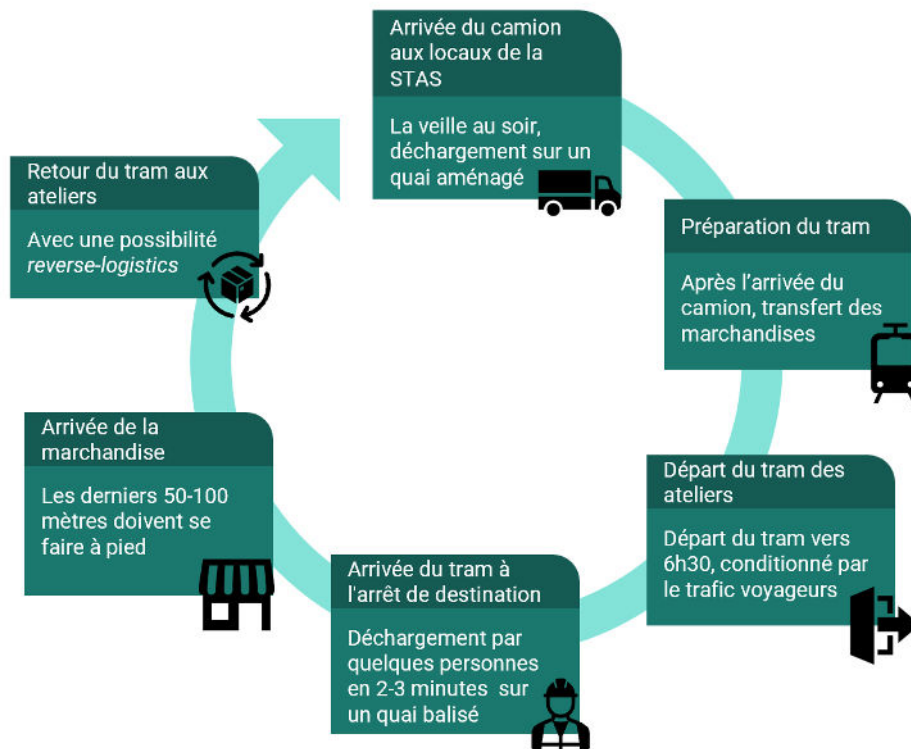 Arrivée du camion
aux locaux de la
STAS
La veille au soir,
déchargement sur un
quai aménagé
Préparation du tram
Après l'arrivée du
camion, transfert des
marchandises
Départ du tram des
ateliers
Départ du tram vers
6h30, conditionné par
le trafic voyageurs
Arrivée du tram à
l'arrêt de destination
Déchargement par
quelques personnes
en 2-3 minutes sur
un quai balisé
Arrivée de la
marchandise
Les derniers 50-100
mètres doivent se
faire à pied
Retour du tram aux
ateliers
Avec une possibilité
reverse-logistics